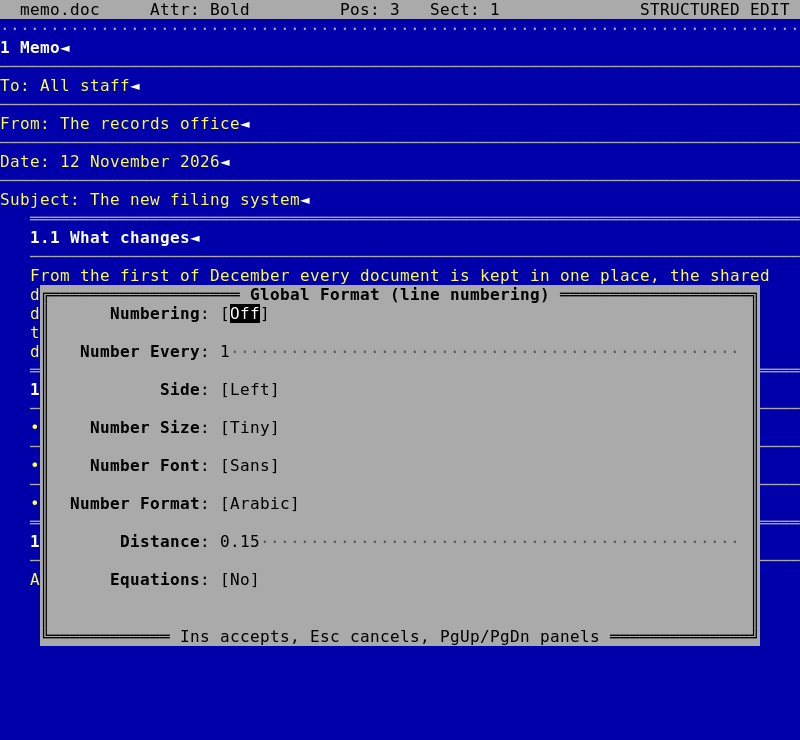 memo.doc Attr: Bold Pos: 3 Sect: 1 STRUCTURED EDIT
1 Memo◄
To: All staff◄
From: The records office◄
Date: 12 November 2026◄
Subject: The new filing system◄
1.1 What changes◄
From the first of December every document is kept in one place, the shared
d
Global Format (line numbering)
d
Numbering: [Off]
t
d
Number Every: 1
1
Side: [Left]
•
Number Size: [Tiny]
•
Number Font: [Sans]
•
Number Format: [Arabic]
1
Distance: 0.15
A
Equations: [No]
Ins accepts, Esc cancels, PgUp/PgDn panels